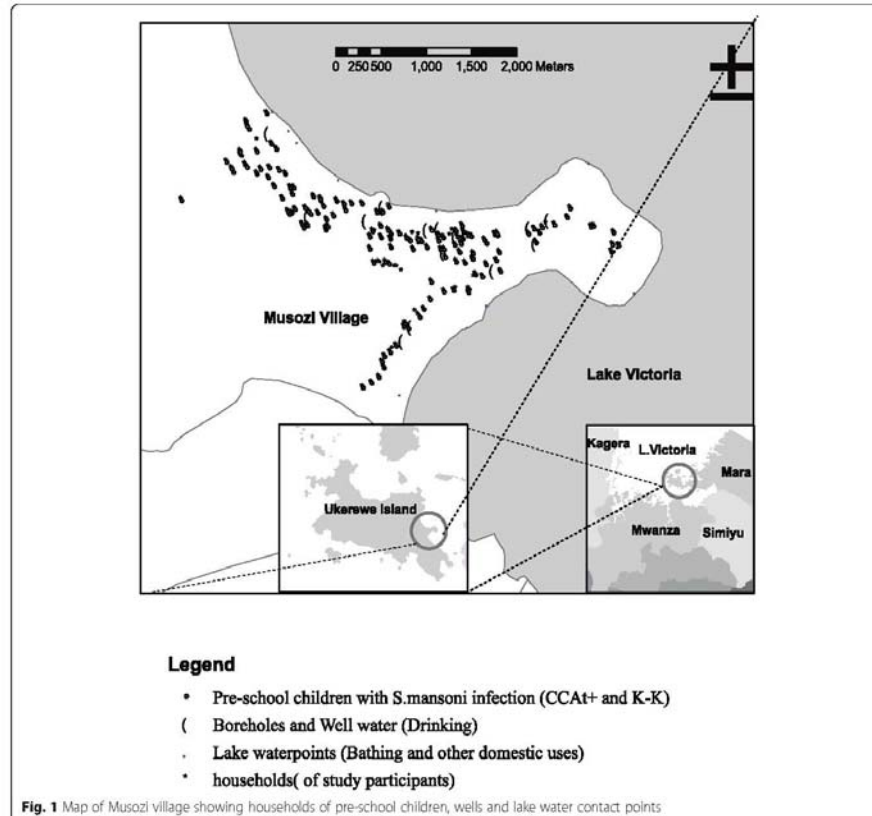 0 250 500 1,000 1,500 2,000 Meters
Musozi Village
Lake Victoria
Kagera
L.Victoria
Mara
Ukerewe Island
Mwanza
Simiyu
Legend
Pre-school children with S.mansoni infection (CCAt+ and K-K)
Boreholes and Well water (Drinking)
Lake waterpoints (Bathing and other domestic uses)
households( of study participants)
Fig. 1 Map of Musozi village showing households of pre-school children, wells and lake water contact points